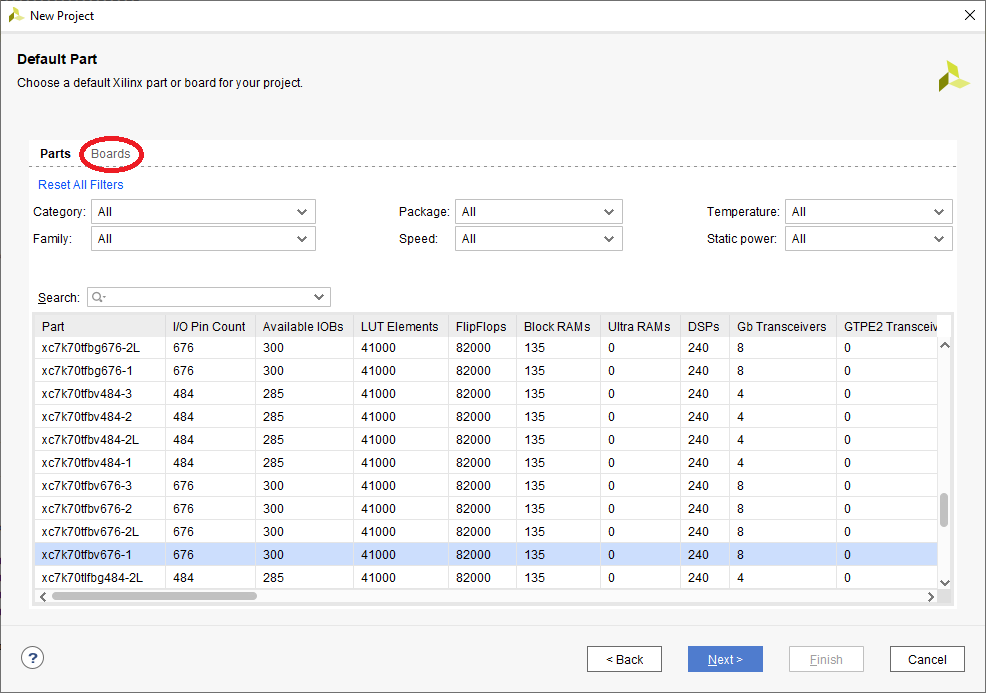 New Project
Default Part
Choose a default Xilinx part or board for your project.
Parts Boards
Reset All Filters
Category: All Package: All Temperature: All
Family: All Speed: All Static power: All
Search: Q-
Part I/O Pin Count Available IOBs LUT Elements FlipFlops Block RAMs Ultra RAMs DSPs Gb Transceivers GTPE2 Transceiv
xc7k70tfbg676-2L 676 300 41000 82000 135 0 240 8 0
xc7k70tfbg676-1 676 300 41000 82000 135 0 240 8 0
xc7k70tfbv484-3 484 285 41000 82000 135 0 240 4 0
xc7k70tfbv484-2 484 285 41000 82000 135 0 240 4 0
xc7k70tfbv484-2L 484 285 41000 82000 135 0 240 4 0
xc7k70tfbv484-1 484 285 41000 82000 135 0 240 4 0
xc7k70tfbv676-3 676 300 41000 82000 135 0 240 8 0
xc7k70tfbv676-2 676 300 41000 82000 135 0 240 8 0
xc7k70tfbv676-2L 676 300 41000 82000 135 0 240 8 0
xc7k70tfbv676-1 676 300 41000 82000 135 0 240 8 0
xc7k70tlfbg484-2L 484 285 41000 82000 135 0 240 4 0
? < Back Next > Finish Cancel